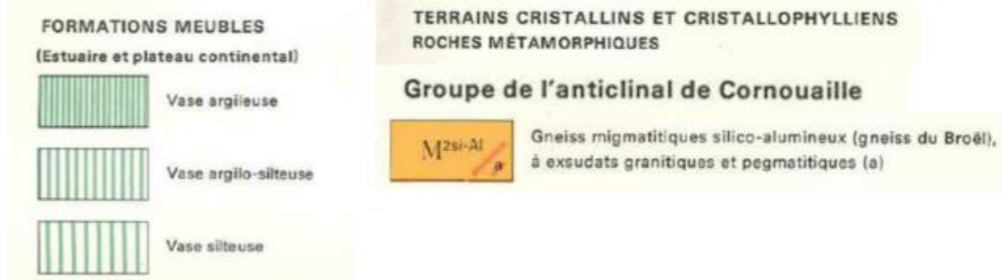 FORMATIONS MEUBLES
(Estuaire et plateau continental)
Vase argileuse
Vase argilo-silteuse
Vase silteuse
TERRAINS CRISTALLINS ET CRISTALLOPHYLLIENS
ROCHES MÉTAMORPHIQUES
Groupe de l'anticlinal de Cornouaille
M2si-Al
a
Gneiss migmatitiques silico-alumineux (gneiss du Broël),
à exsudats granitiques et pegmatitiques (a)